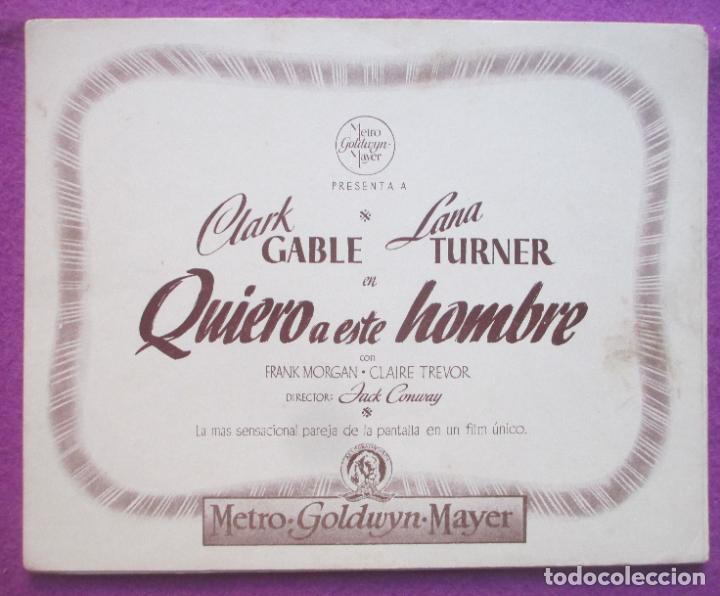 Metro
Goldwyn-
Mayer
PRESENTA A
Clark Lana
GABLE TURNER
en
Quiero a este hombre
con
FRANK MORGAN · CLAIRE TREVOR
DIRECTOR: Jack Conway
La mas sensacional pareja de la pantalla en un film único.
Metro·Goldwyn·Mayer
todocoleccion